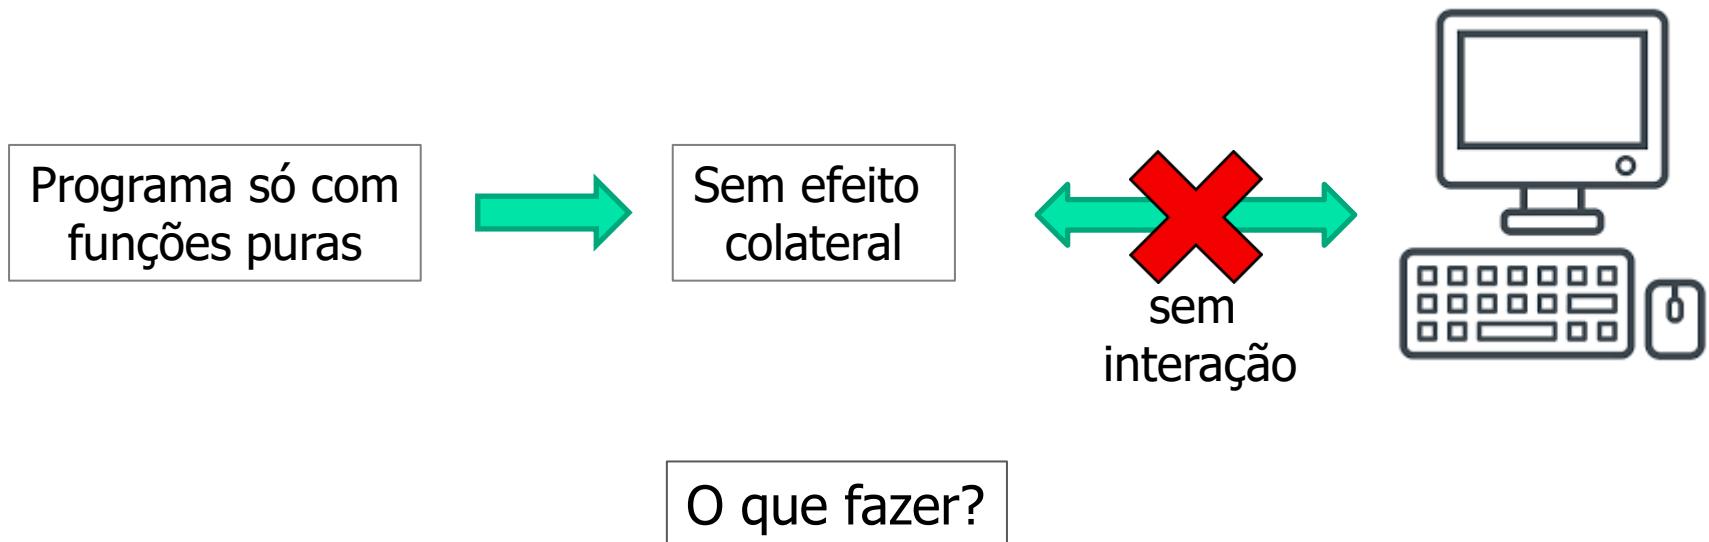 Programa só com
funções puras
Sem efeito
colateral
sem
interação
O que fazer?